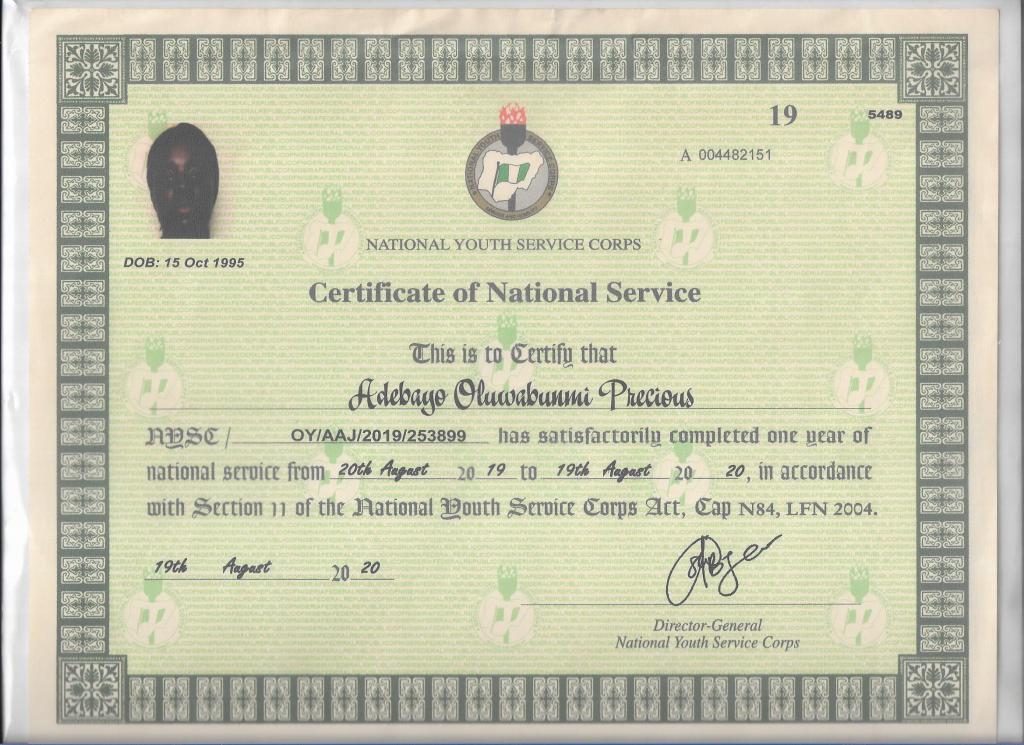 19 5489
A 004482151
NATIONAL YOUTH SERVICE CORPS
DOB: 15 Oct 1995
Certificate of National Service
This is to Certify that
Adebayo Oluwabunmi Precious
NYSC/ OY/AAJ/2019/253899 has satisfactorily completed one year of
national service from 20th August 20 19 to 19th August 20 20, in accordance
with Section 11 of the National Youth Service Corps Act, Cap N84, LFN 2004.
19th August 20 20
Director-General
National Youth Service Corps